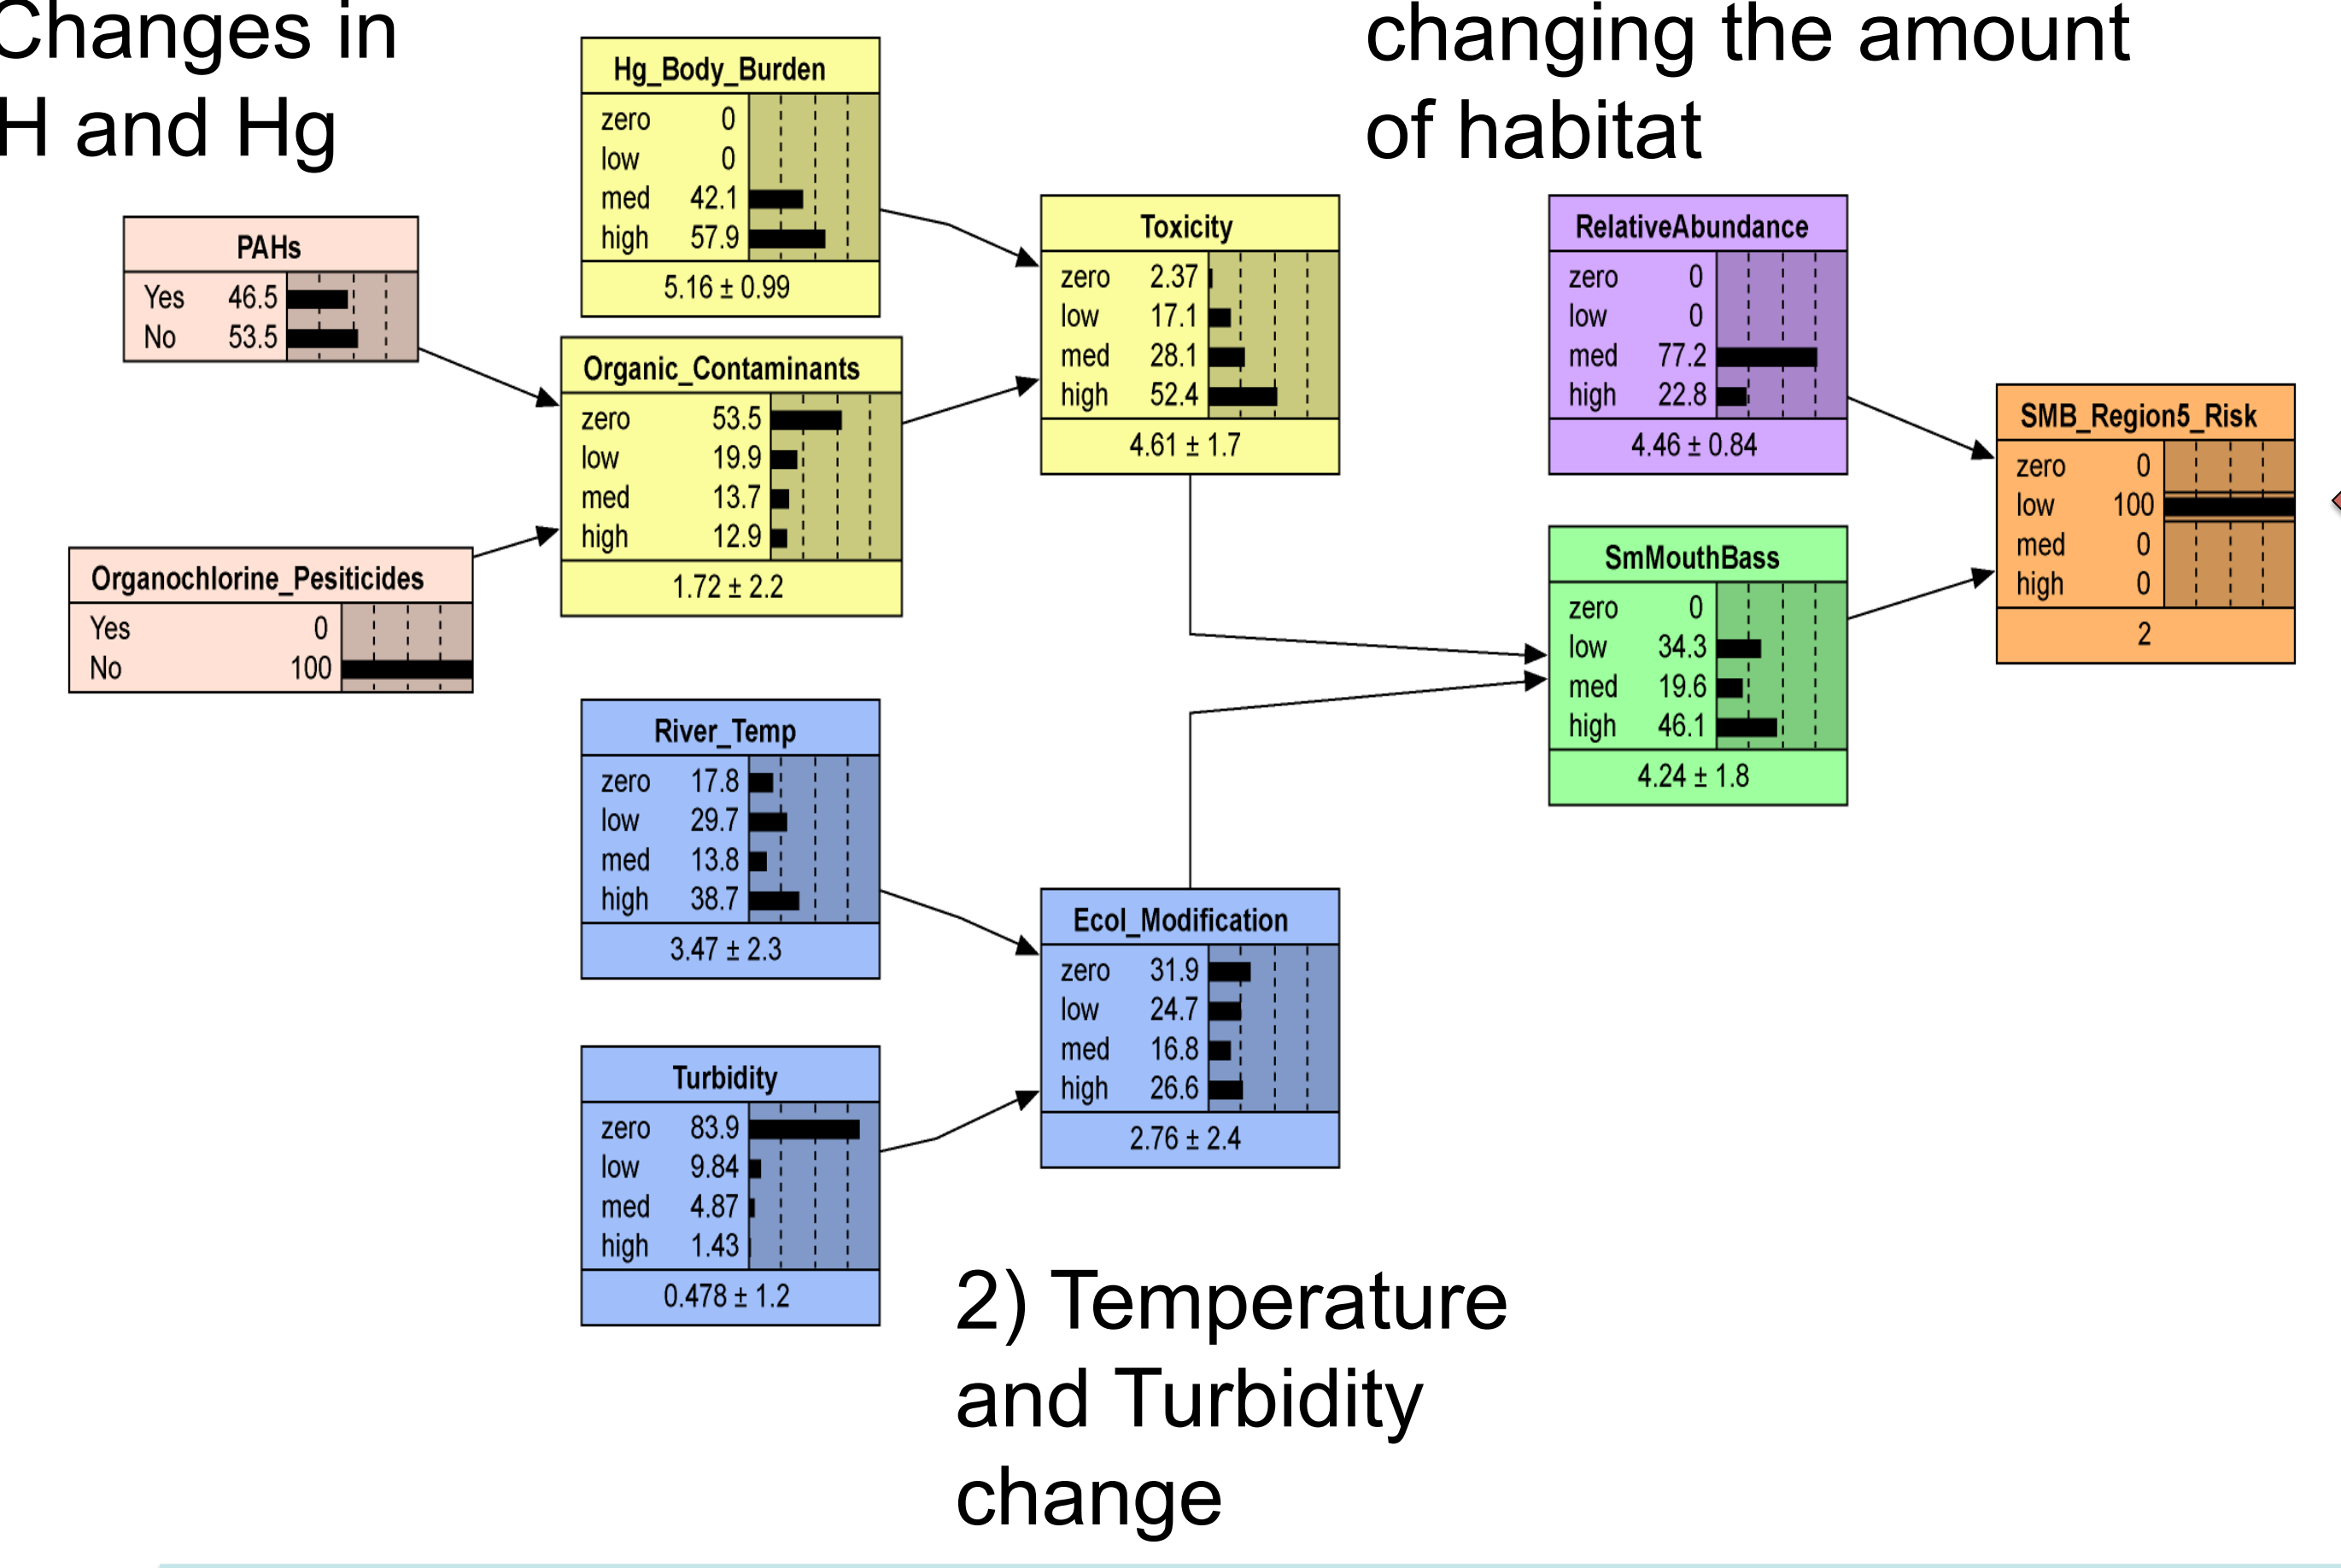 Changes in
H and Hg
changing the amount
of habitat
Hg_Body_Burden
zero 0
low 0
med 42.1
high 57.9
5.16 ± 0.99
PAHs
Yes 46.5
No 53.5
Organic_Contaminants
zero 53.5
low 19.9
med 13.7
high 12.9
1.72 ± 2.2
Organochlorine_Pesiticides
Yes 0
No 100
Toxicity
zero 2.37
low 17.1
med 28.1
high 52.4
4.61 ± 1.7
RelativeAbundance
zero 0
low 0
med 77.2
high 22.8
4.46 ± 0.84
SMB_Region5_Risk
zero 0
low 100
med 0
high 0
2
SmMouthBass
zero 0
low 34.3
med 19.6
high 46.1
4.24 ± 1.8
River_Temp
zero 17.8
low 29.7
med 13.8
high 38.7
3.47 ± 2.3
Ecol_Modification
zero 31.9
low 24.7
med 16.8
high 26.6
2.76 ± 2.4
Turbidity
zero 83.9
low 9.84
med 4.87
high 1.43
0.478 ± 1.2
2) Temperature
and Turbidity
change